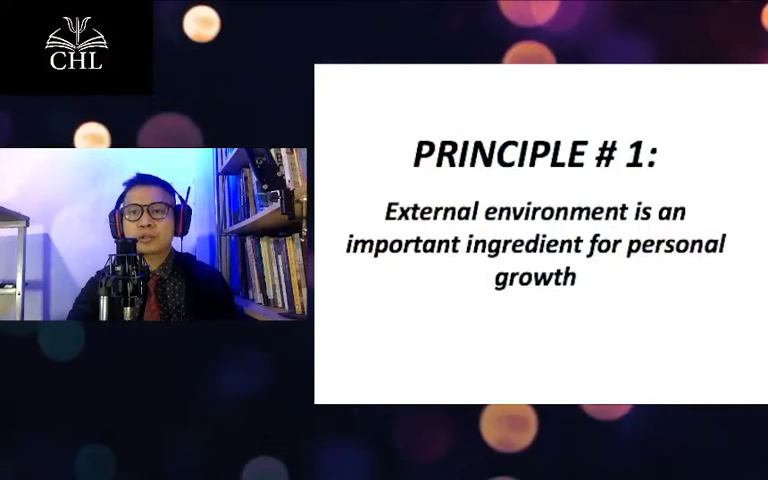 CHL
PRINCIPLE # 1:
External environment is an
important ingredient for personal
growth